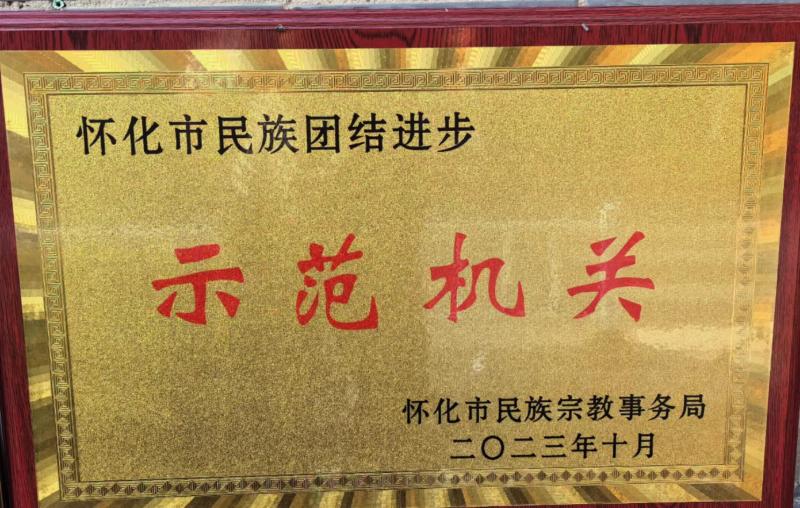 怀化市民族团结进步
示范机关
怀化市民族宗教事务局
二〇二三年十月